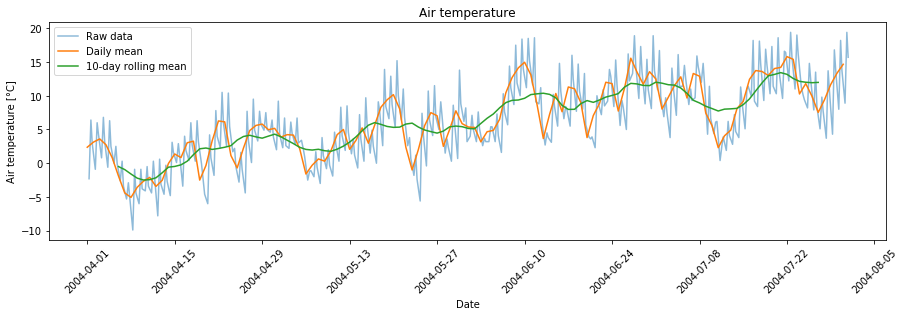 Air temperature
Raw data
Daily mean
10-day rolling mean
Air temperature [°C]
20
15
10
5
0
−5
−10
2004-04-01
2004-04-15
2004-04-29
2004-05-13
2004-05-27
2004-06-10
2004-06-24
2004-07-08
2004-07-22
2004-08-05
Date